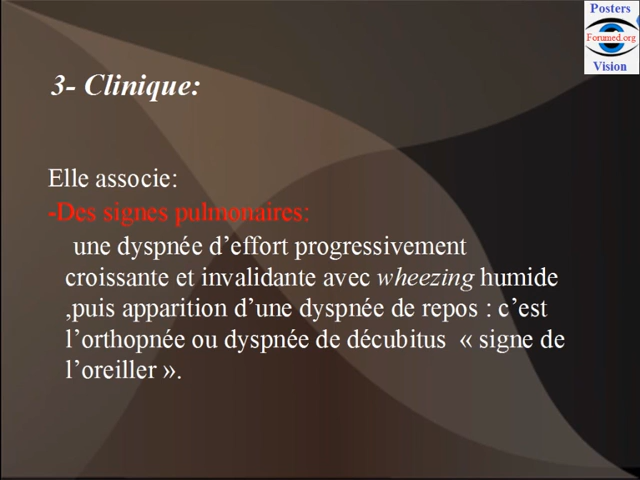 Posters
Forumed.org
Vision
3- Clinique:
Elle associe:
-Des signes pulmonaires:
une dyspnée d’effort progressivement
croissante et invalidante avec wheezing humide
,puis apparition d’une dyspnée de repos : c’est
l’orthopnée ou dyspnée de décubitus « signe de
l’oreiller ».